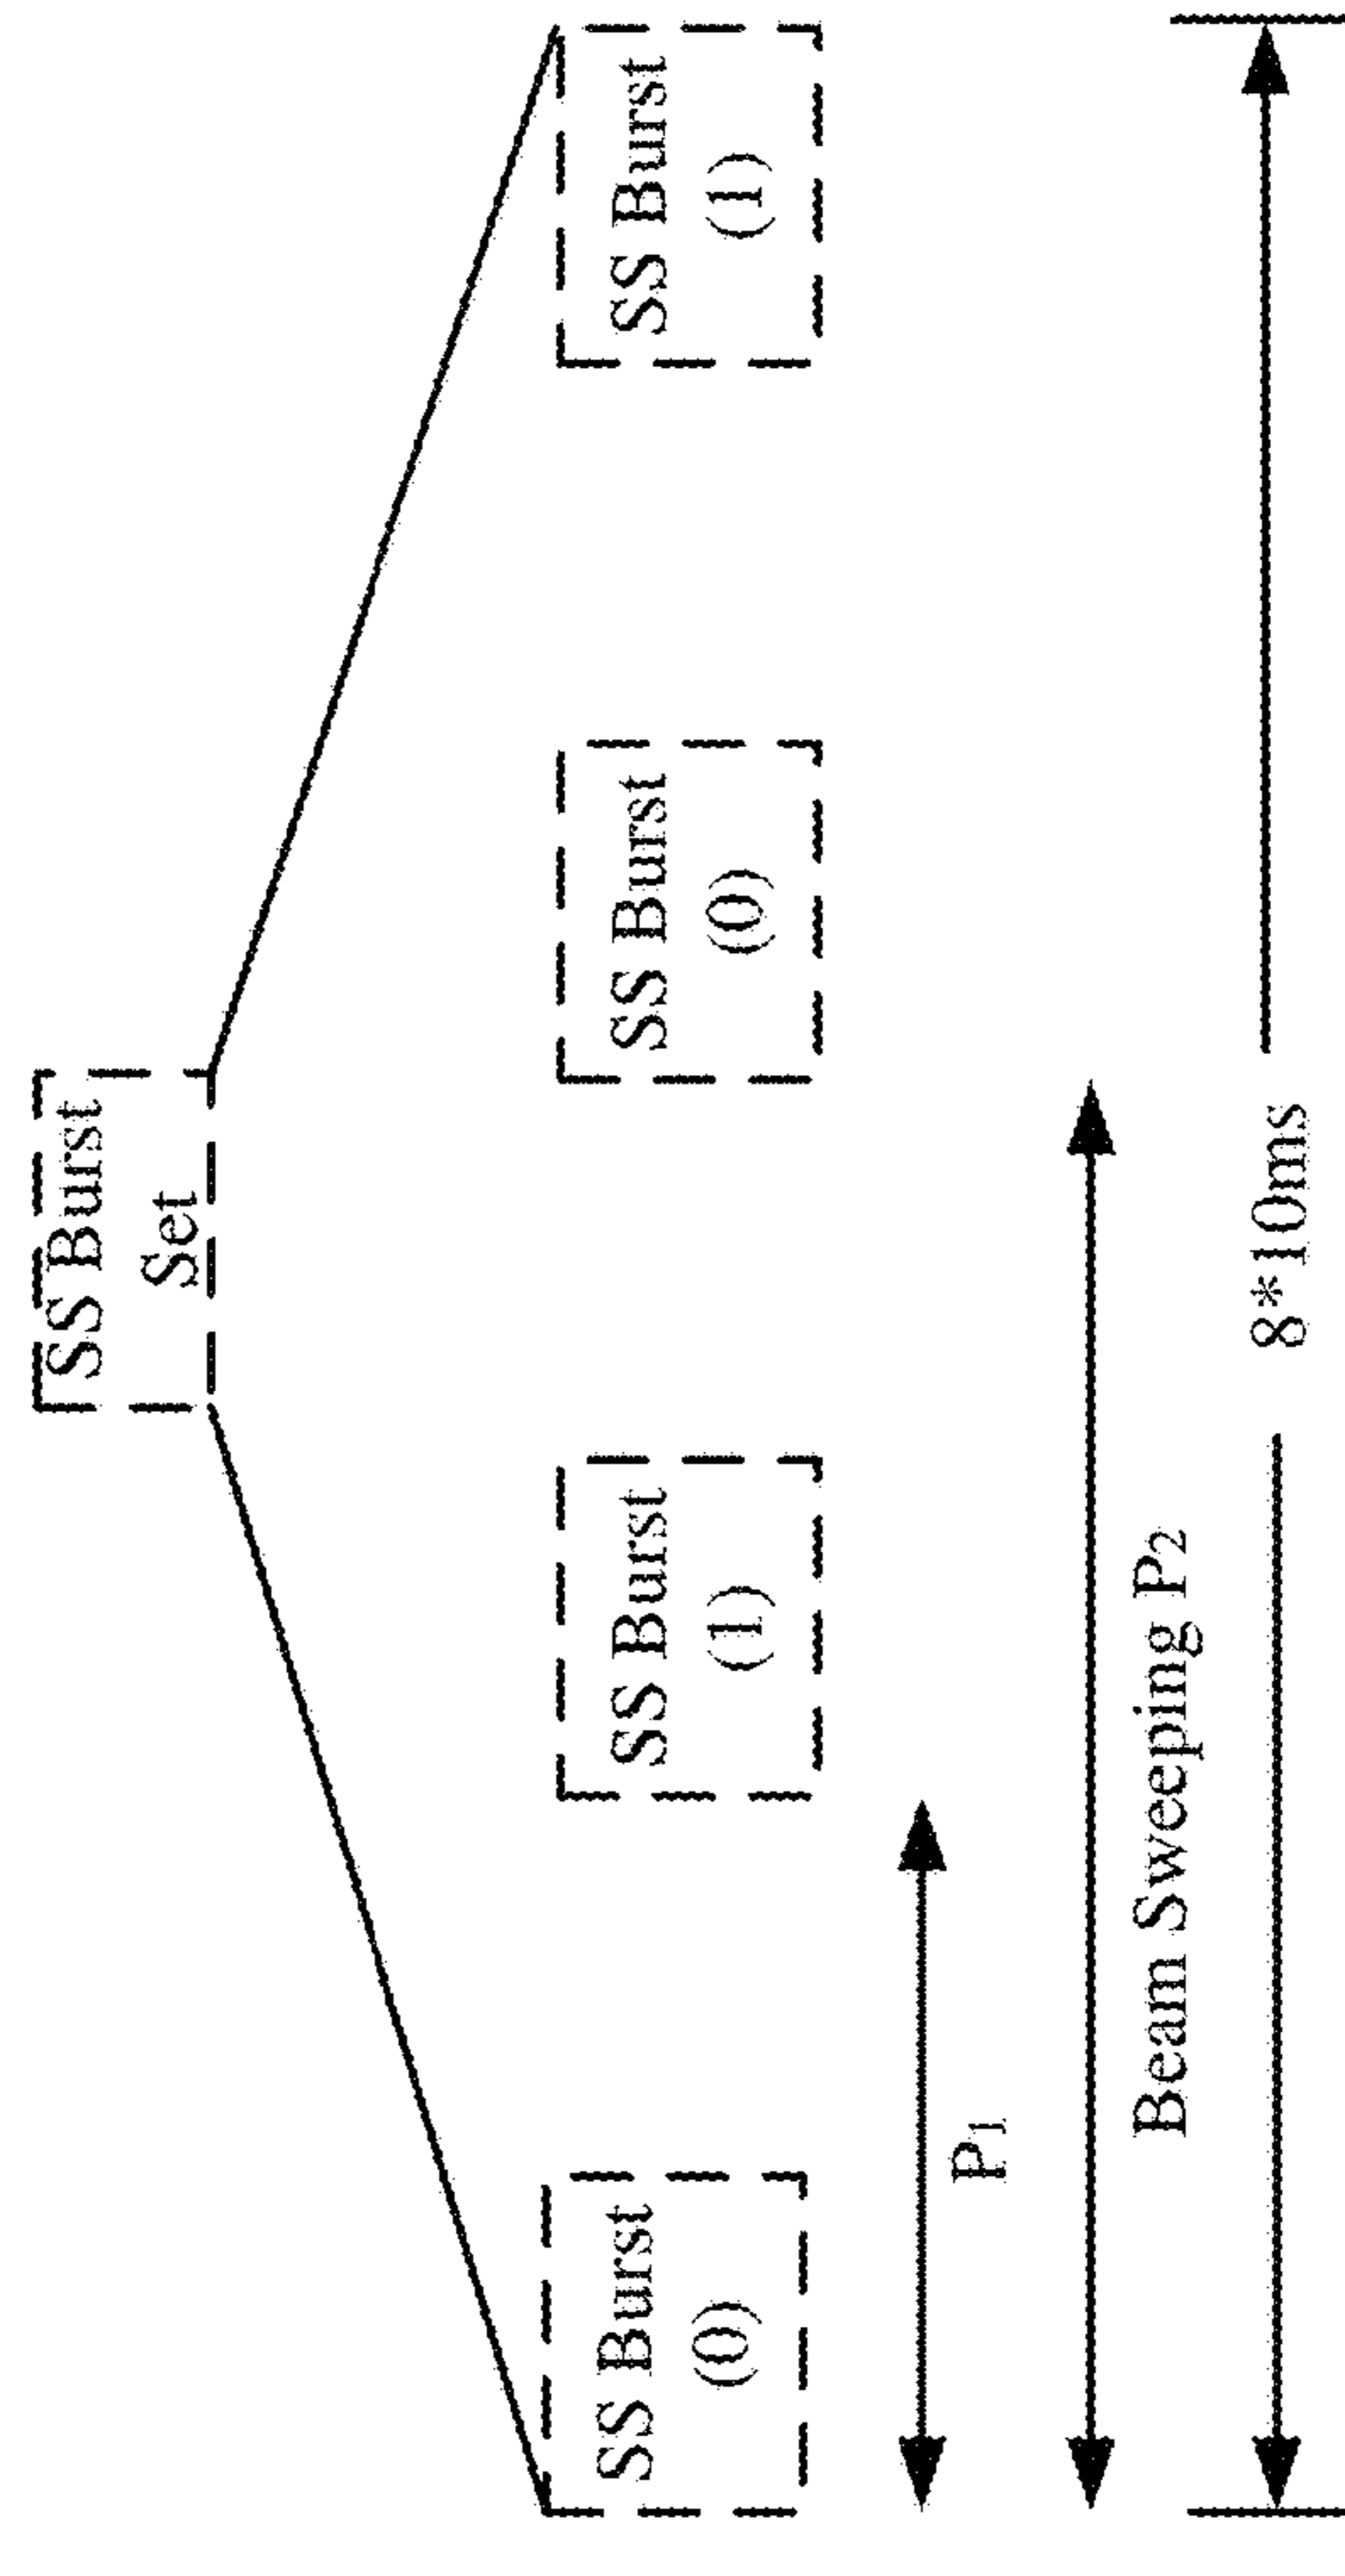 SS Burst
Set
SS Burst
(0)
SS Burst
(1)
SS Burst
(0)
SS Burst
(1)
P1
Beam Sweeping P2
8*10ms